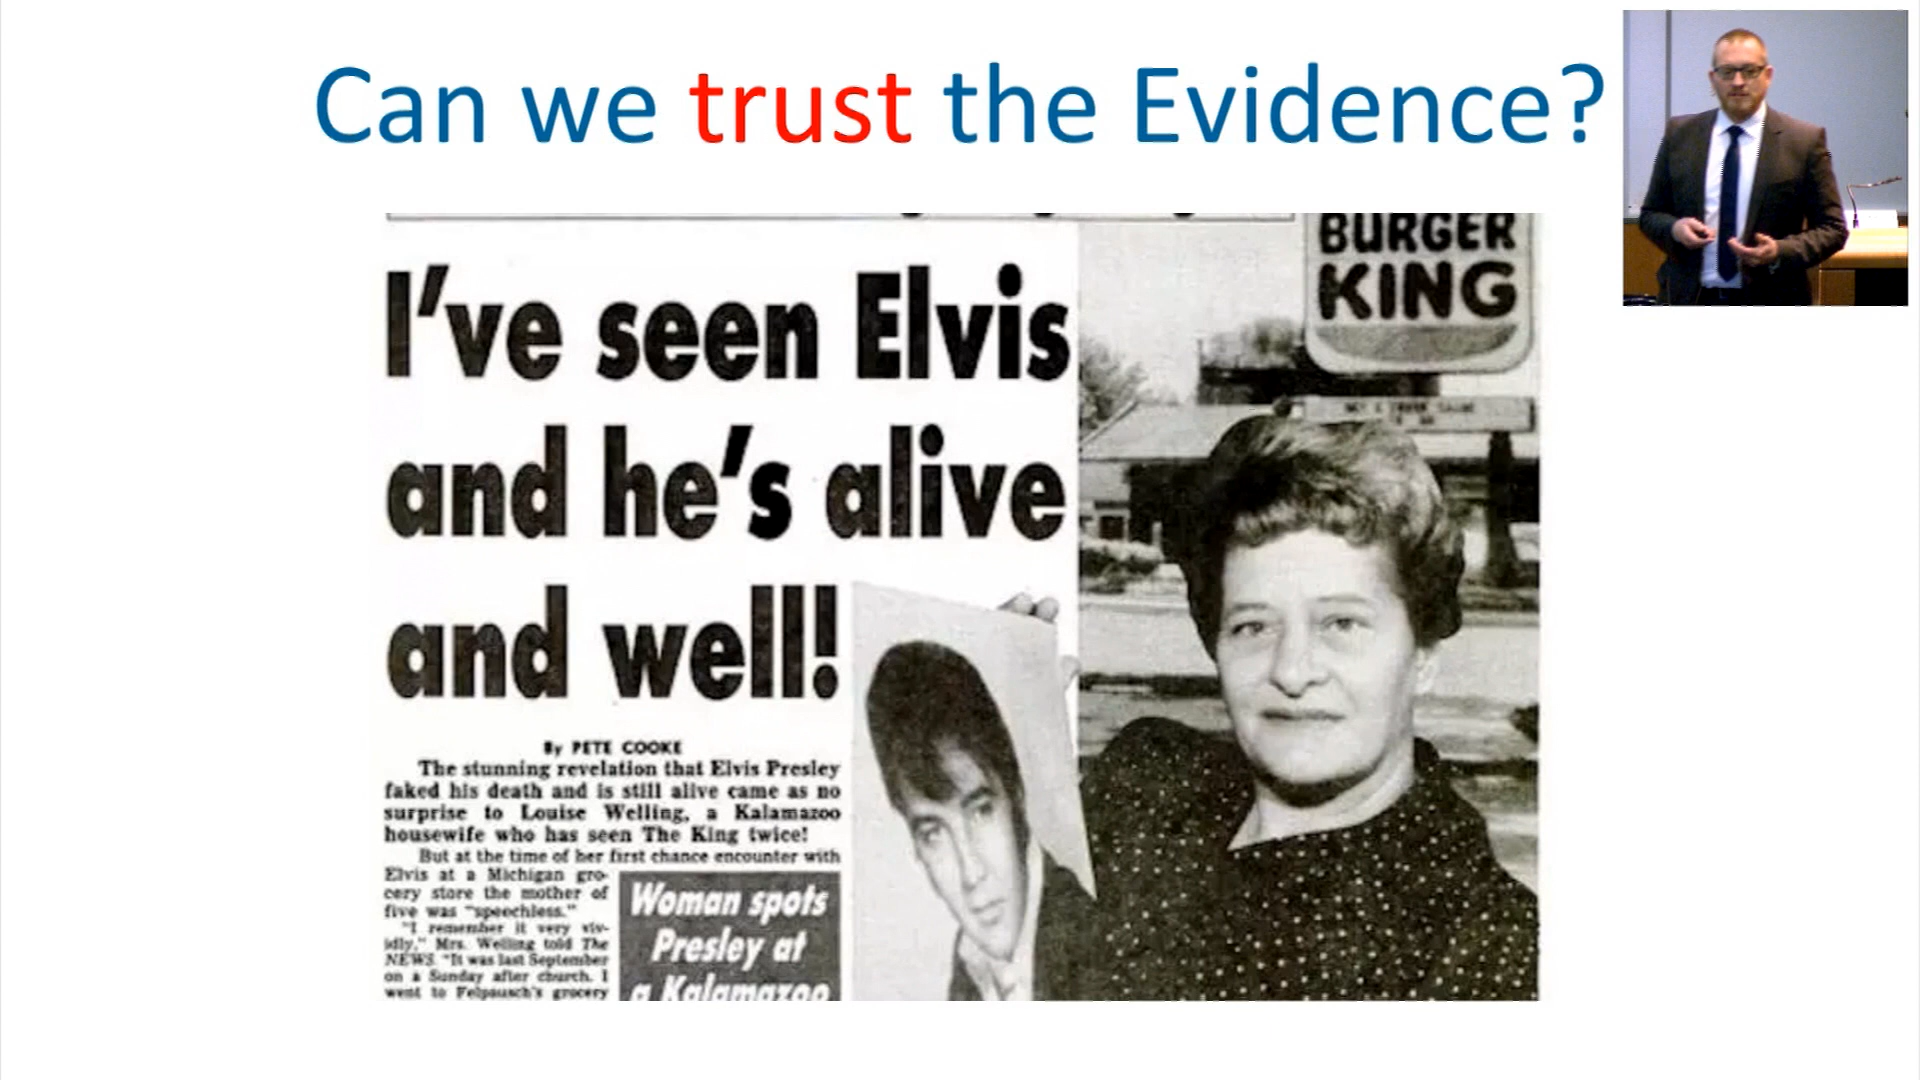 Can we trust the Evidence?
BURGER
KING
I've seen Elvis
and he's alive
and well!
By PETE COOKE
The stunning revelation that Elvis Presley
faked his death and is still alive came as no
surprise to Louise Welling, a Kalamazoo
housewife who has seen The King twice!
But at the time of her first chance encounter with
Elvis at a Michigan gro-
cery store the mother of
five was "speechless."
"I remember it very viv-
idly," Mrs. Welling told The
NEWS. "It was last September
on a Sunday after church. I
went to Felpausch's grocery
Woman spots
Presley at
a Kalamazoo